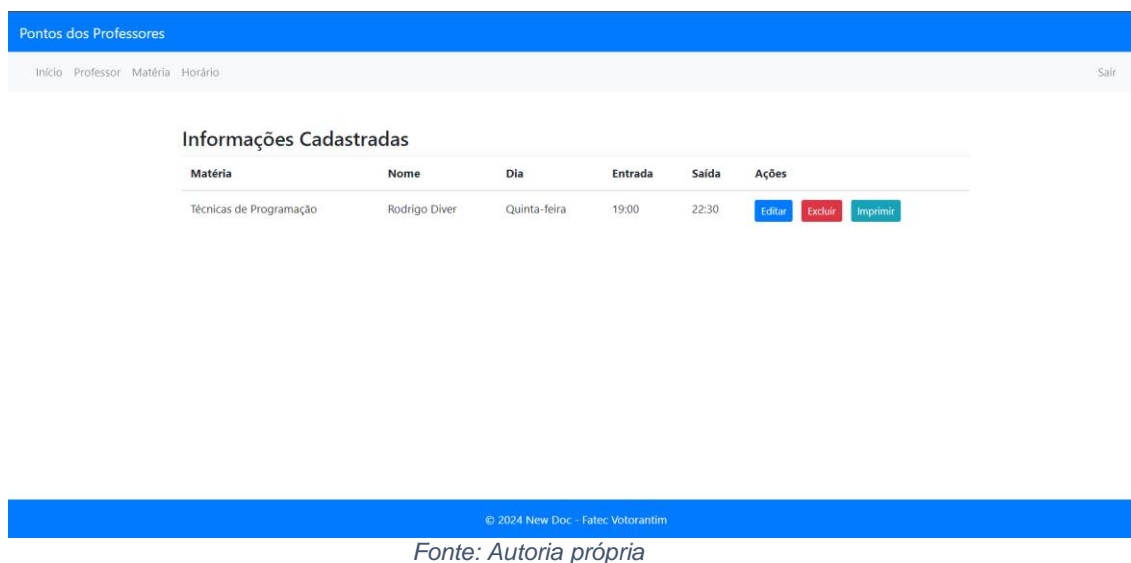 Pontos dos Professores
Início Professor Matéria Horário Sair
Informações Cadastradas
Matéria Nome Dia Entrada Saída Ações
Técnicas de Programação Rodrigo Diver Quinta-feira 19:00 22:30 Editar Excluir Imprimir
© 2024 New Doc - Fatec Votorantim
Fonte: Autoria própria